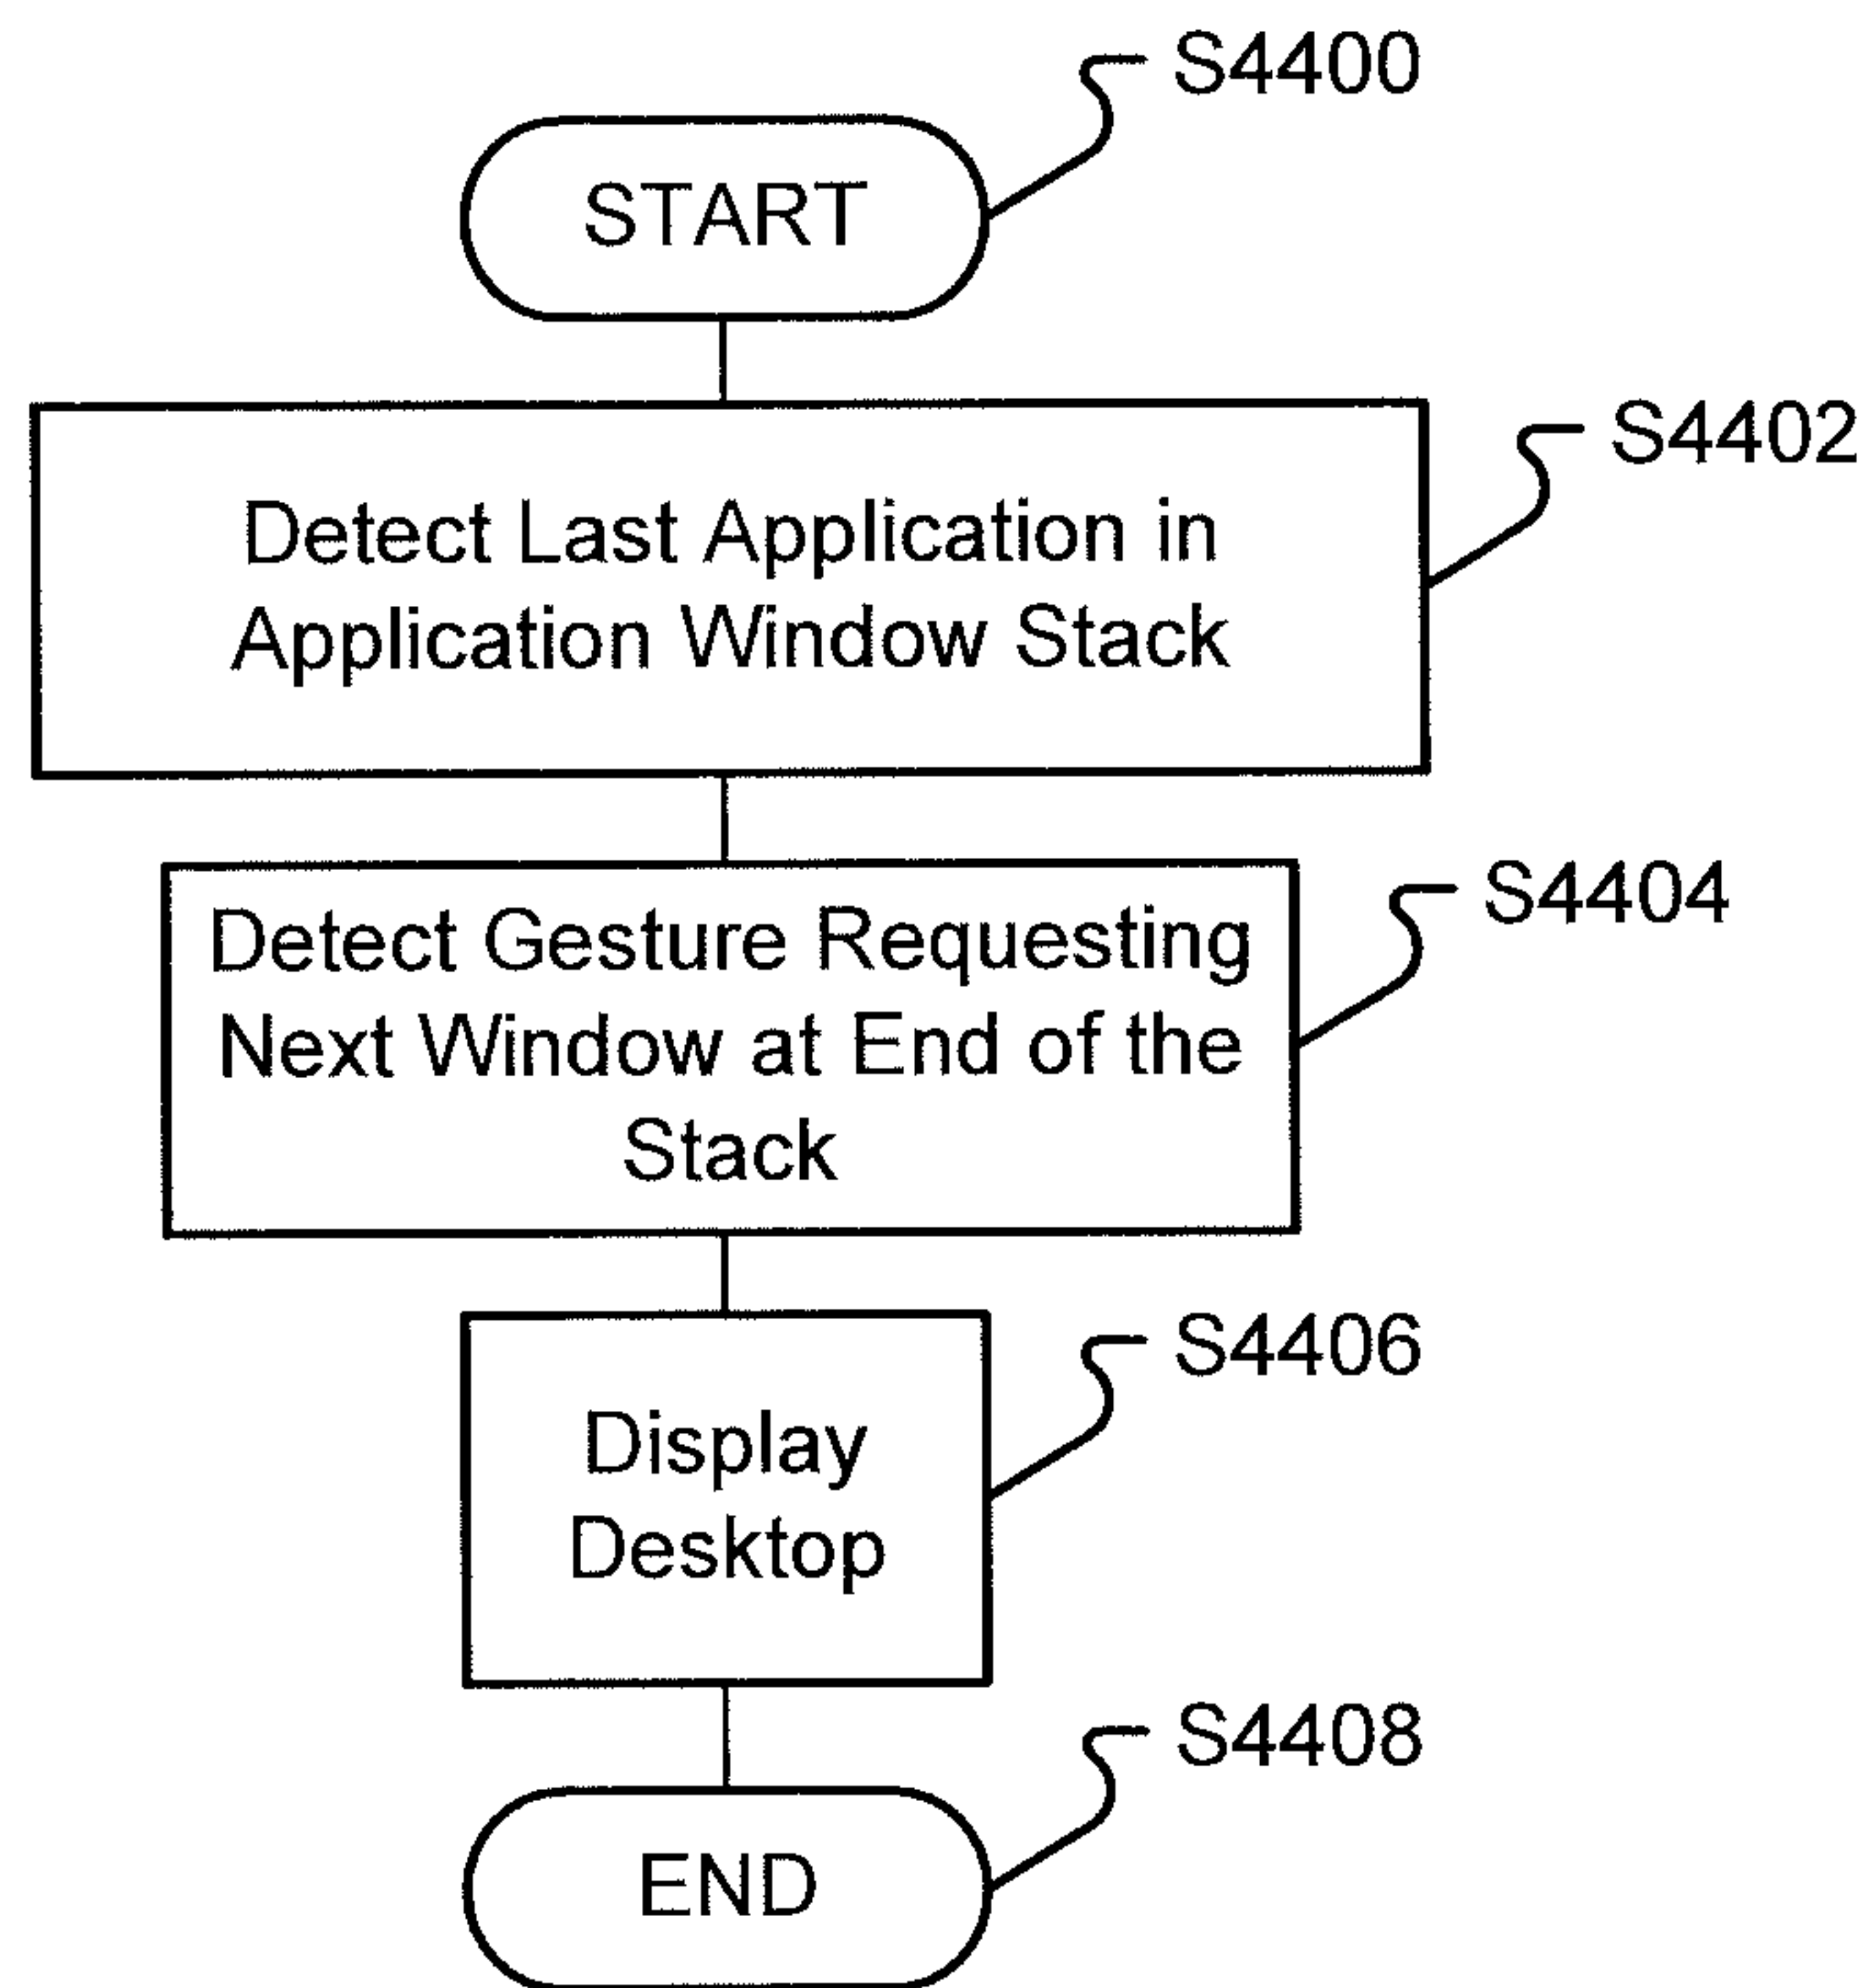 S4400
START
S4402
Detect Last Application in
Application Window Stack
S4404
Detect Gesture Requesting
Next Window at End of the
Stack
S4406
Display
Desktop
S4408
END